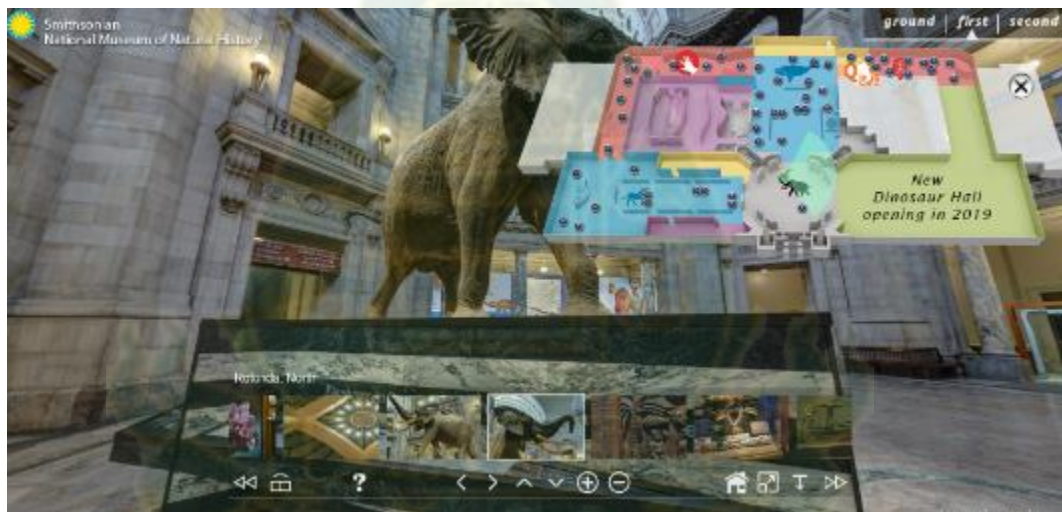 Smithsonian
National Museum of Natural History
ground | first | second
New
Dinosaur Hall
opening in 2019
Rotunda, North
?
T